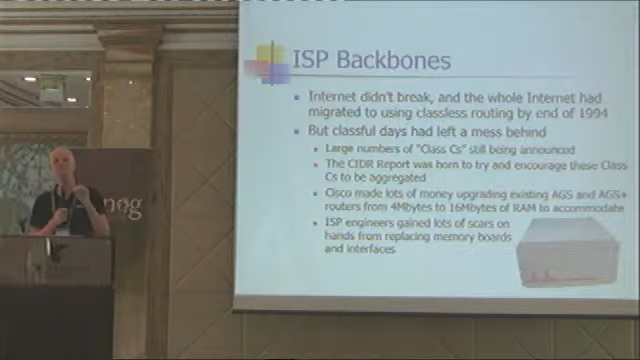 ISP Backbones
Internet didn't break, and the whole Internet had
migrated to using classless routing by end of 1994
But classful days had left a mess behind
Large numbers of "Class Cs" still being announced
The CIDR Report was born to try and encourage these Class
Cs to be aggregated
Cisco made lots of money upgrading existing AGS and AGS+
routers from 4Mbytes to 16Mbytes of RAM to accommodate
ISP engineers gained lots of scars on
hands from replacing memory boards
and interfaces